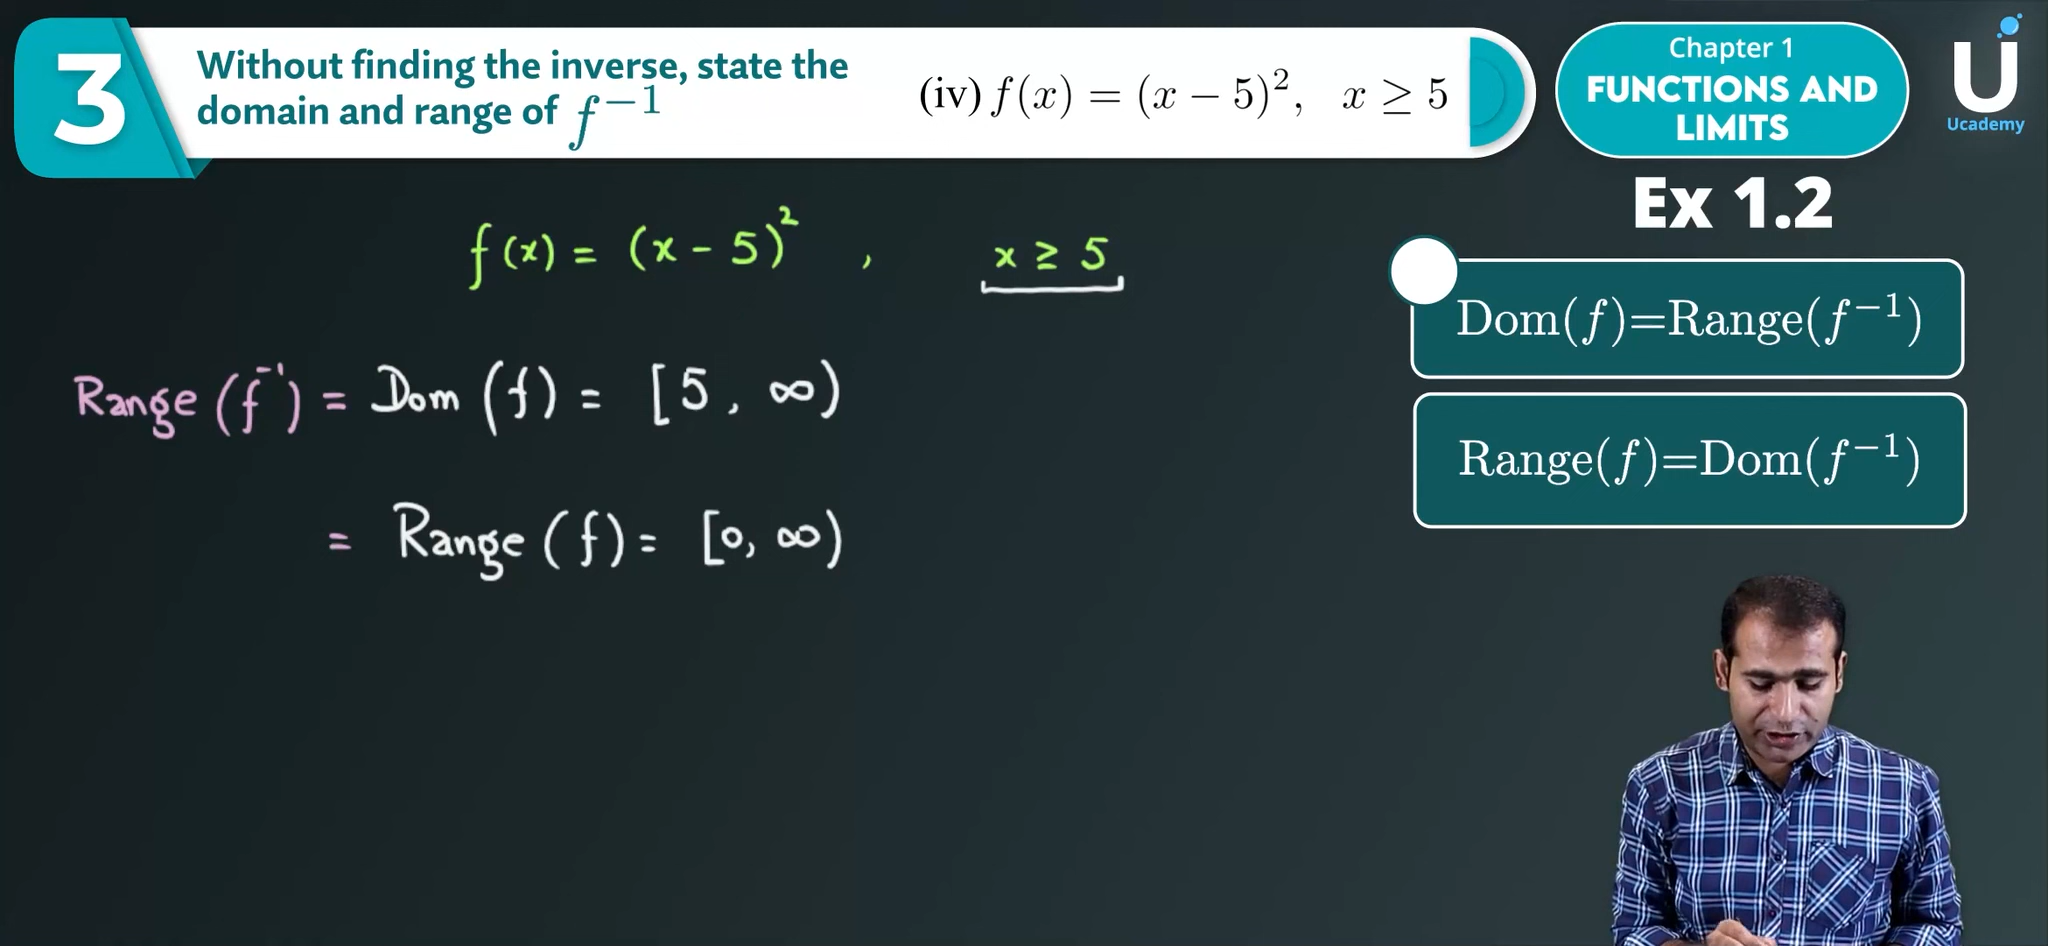 3
Without finding the inverse, state the
domain and range of f⁻¹
(iv) f(x) = (x − 5)², x ≥ 5
Chapter 1
FUNCTIONS AND
LIMITS
Ucademy
Ex 1.2
f(x) = (x − 5)² , x ≥ 5
Dom(f)=Range(f⁻¹)
Range (f⁻¹) = Dom (f) = [5, ∞)
Range(f)=Dom(f⁻¹)
= Range (f) = [0, ∞)